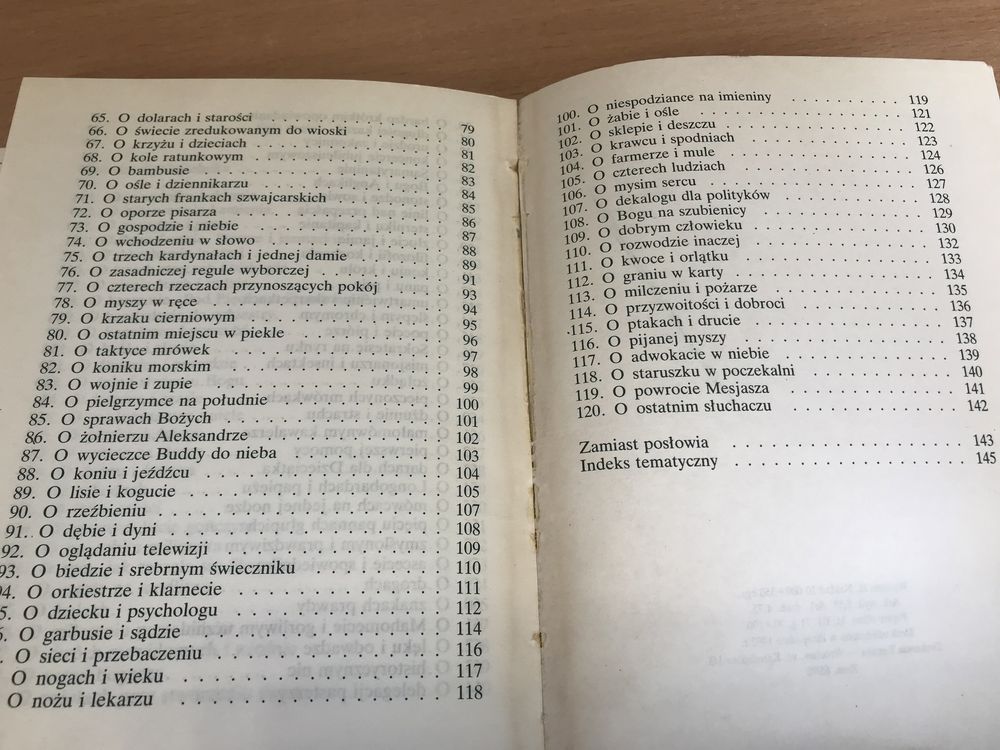 65. O dolarach i starości . . . . . . . . . . . . . 79
66. O świecie zredukowanym do wioski . . . . . . . 80
67. O krzyżu i dzieciach . . . . . . . . . . . . . 81
68. O kole ratunkowym . . . . . . . . . . . . . 82
69. O bambusie . . . . . . . . . . . . . 83
70. O ośle i dziennikarzu . . . . . . . . . . . . . 84
71. O starych frankach szwajcarskich . . . . . . . 85
72. O oporze pisarza . . . . . . . . . . . . . 86
73. O gospodzie i niebie . . . . . . . . . . . . . 87
74. O wchodzeniu w słowo . . . . . . . . . . . . . 88
75. O trzech kardynałach i jednej damie . . . . . . . 89
76. O zasadniczej regule wyborczej . . . . . . . 91
77. O czterech rzeczach przynoszących pokój . . . . 93
78. O myszy w ręce . . . . . . . . . . . . . 94
79. O krzaku cierniowym . . . . . . . . . . . . . 95
80. O ostatnim miejscu w piekle . . . . . . . . . . 96
81. O taktyce mrówek . . . . . . . . . . . . . 97
82. O koniku morskim . . . . . . . . . . . . . 98
83. O wojnie i zupie . . . . . . . . . . . . . 99
84. O pielgrzymce na południe . . . . . . . . . . 100
85. O sprawach Bożych . . . . . . . . . . . . . 101
86. O żołnierzu Aleksandrze . . . . . . . . . . 102
87. O wycieczce Buddy do nieba . . . . . . . . . . 103
88. O koniu i jeźdźcu . . . . . . . . . . . . . 104
89. O lisie i kogucie . . . . . . . . . . . . . 105
90. O rzeźbieniu . . . . . . . . . . . . . 107
91. O dębie i dyni . . . . . . . . . . . . . 108
92. O oglądaniu telewizji . . . . . . . . . . . . . 109
93. O biedzie i srebrnym świeczniku . . . . . . . 110
4. O orkiestrze i klarnecie . . . . . . . . . . 111
5. O dziecku i psychologu . . . . . . . . . . 112
6. O garbusie i sądzie . . . . . . . . . . . . . 114
. O sieci i przebaczeniu . . . . . . . . . . . . . 116
O nogach i wieku . . . . . . . . . . . . . 117
O nożu i lekarzu . . . . . . . . . . . . . 118
100. O niespodziance na imieniny . . . . . . . 119
101. O żabie i ośle . . . . . . . . . . . . . 121
102. O sklepie i deszczu . . . . . . . . . . . . . 122
103. O krawcu i spodniach . . . . . . . . . . . . . 123
104. O farmerze i mule . . . . . . . . . . . . . 124
105. O czterech ludziach . . . . . . . . . . . . . 126
106. O mysim sercu . . . . . . . . . . . . . 127
107. O dekalogu dla polityków . . . . . . . . . . 128
108. O Bogu na szubienicy . . . . . . . . . . . . . 129
109. O dobrym człowieku . . . . . . . . . . . . . 130
110. O rozwodzie inaczej . . . . . . . . . . . . . 132
111. O kwoce i orlątku . . . . . . . . . . . . . 133
112. O graniu w karty . . . . . . . . . . . . . 134
113. O milczeniu i pożarze . . . . . . . . . . . . . 135
114. O przyzwoitości i dobroci . . . . . . . . . . 136
115. O ptakach i drucie . . . . . . . . . . . . . 137
116. O pijanej myszy . . . . . . . . . . . . . 138
117. O adwokacie w niebie . . . . . . . . . . . . . 139
118. O staruszku w poczekalni . . . . . . . . . . 140
119. O powrocie Mesjasza . . . . . . . . . . . . . 141
120. O ostatnim słuchaczu . . . . . . . . . . . . . 142
Zamiast posłowia . . . . . . . . . . . . . 143
Indeks tematyczny . . . . . . . . . . . . . 145